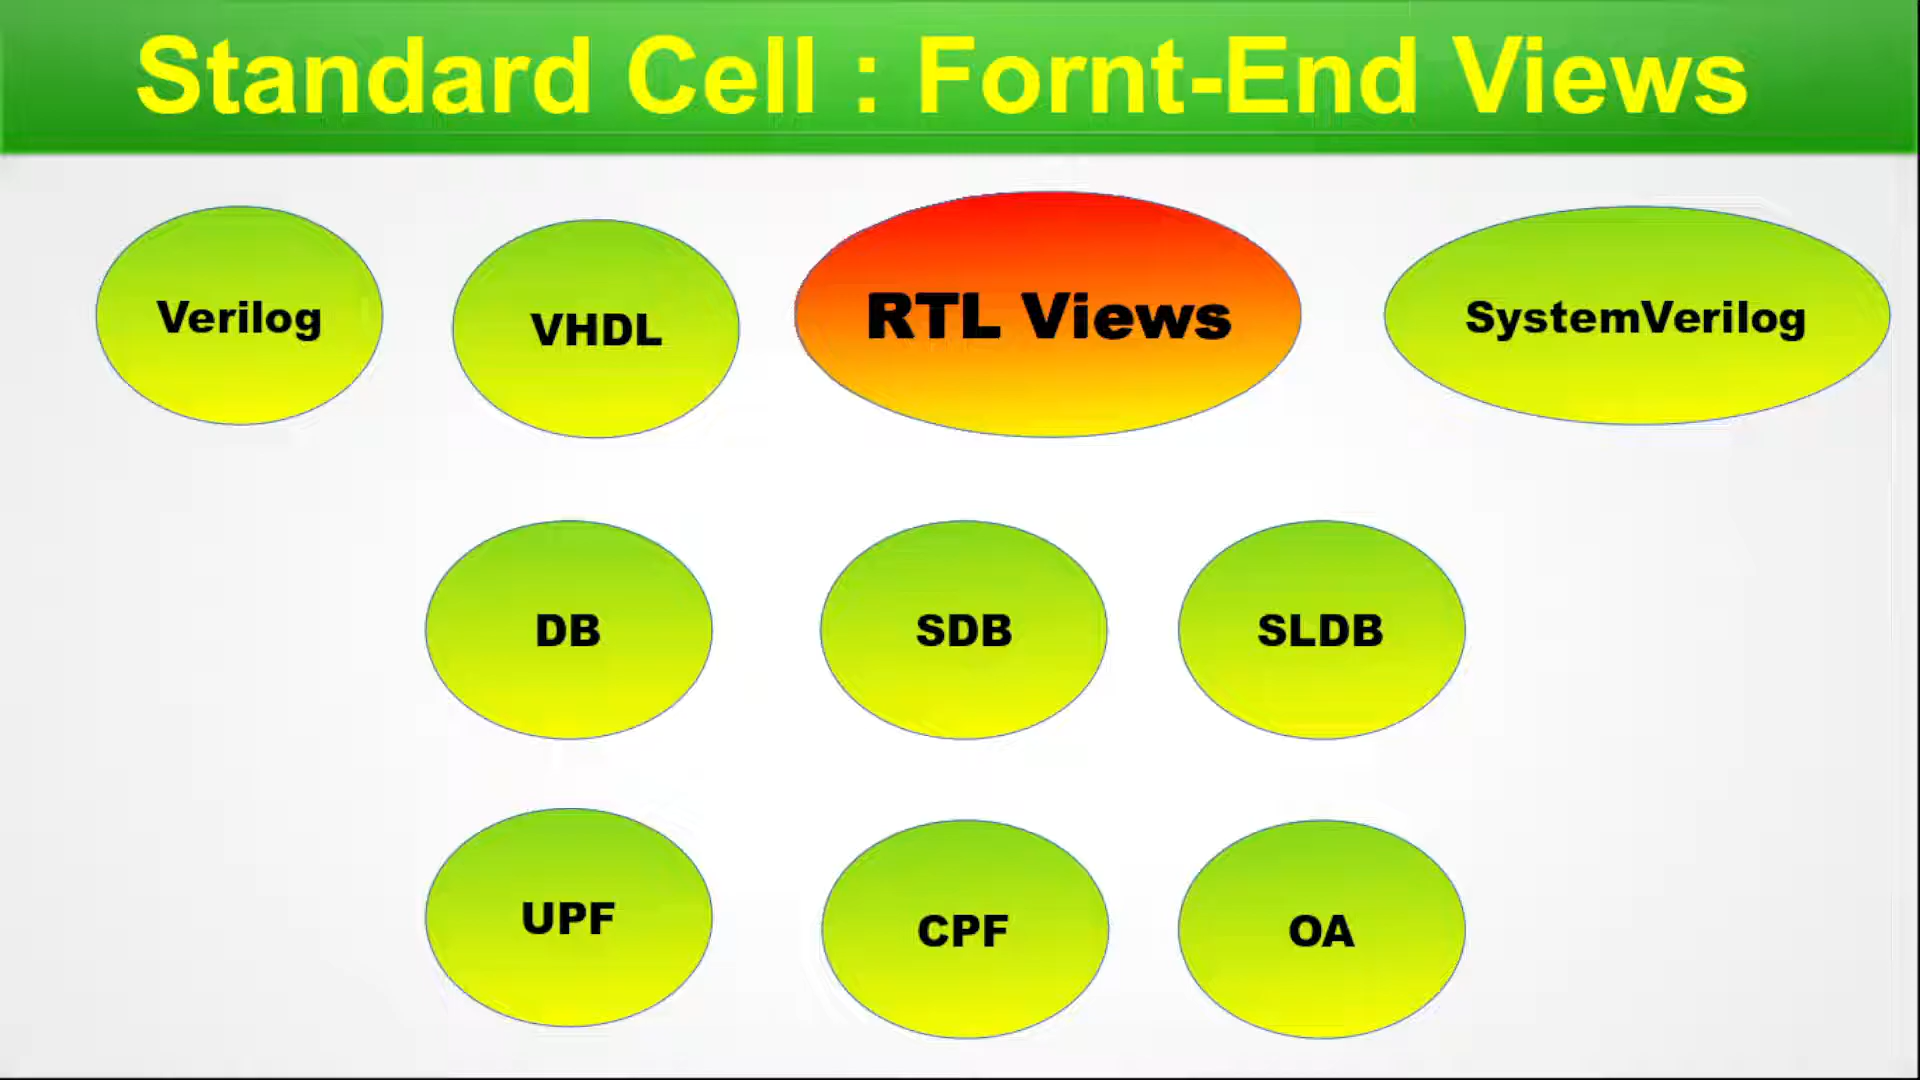 Standard Cell : Fornt-End Views
Verilog
VHDL
RTL Views
SystemVerilog
DB
SDB
SLDB
UPF
CPF
OA